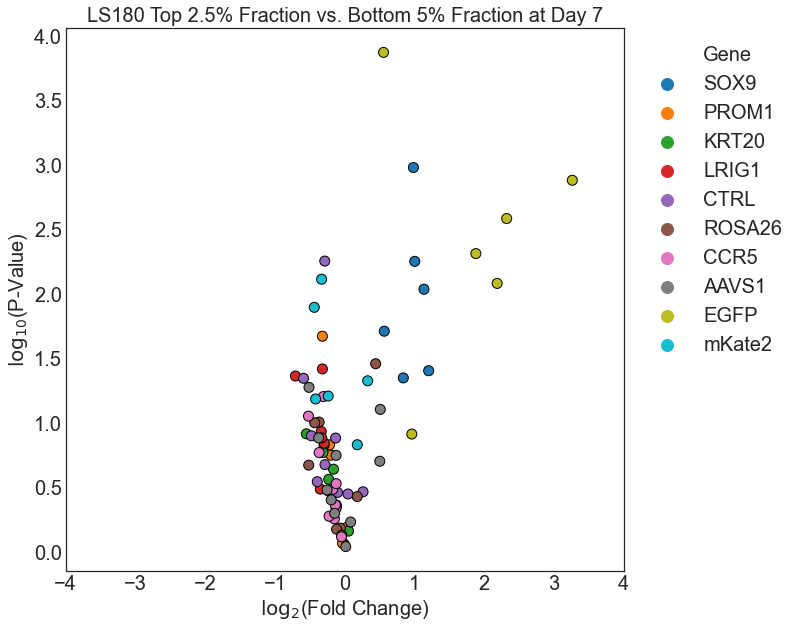 LS180 Top 2.5% Fraction vs. Bottom 5% Fraction at Day 7
4.0
3.5
3.0
2.5
2.0
1.5
1.0
0.5
0.0
log10(P-Value)
−4 −3 −2 −1 0 1 2 3 4
log2(Fold Change)
Gene
SOX9
PROM1
KRT20
LRIG1
CTRL
ROSA26
CCR5
AAVS1
EGFP
mKate2